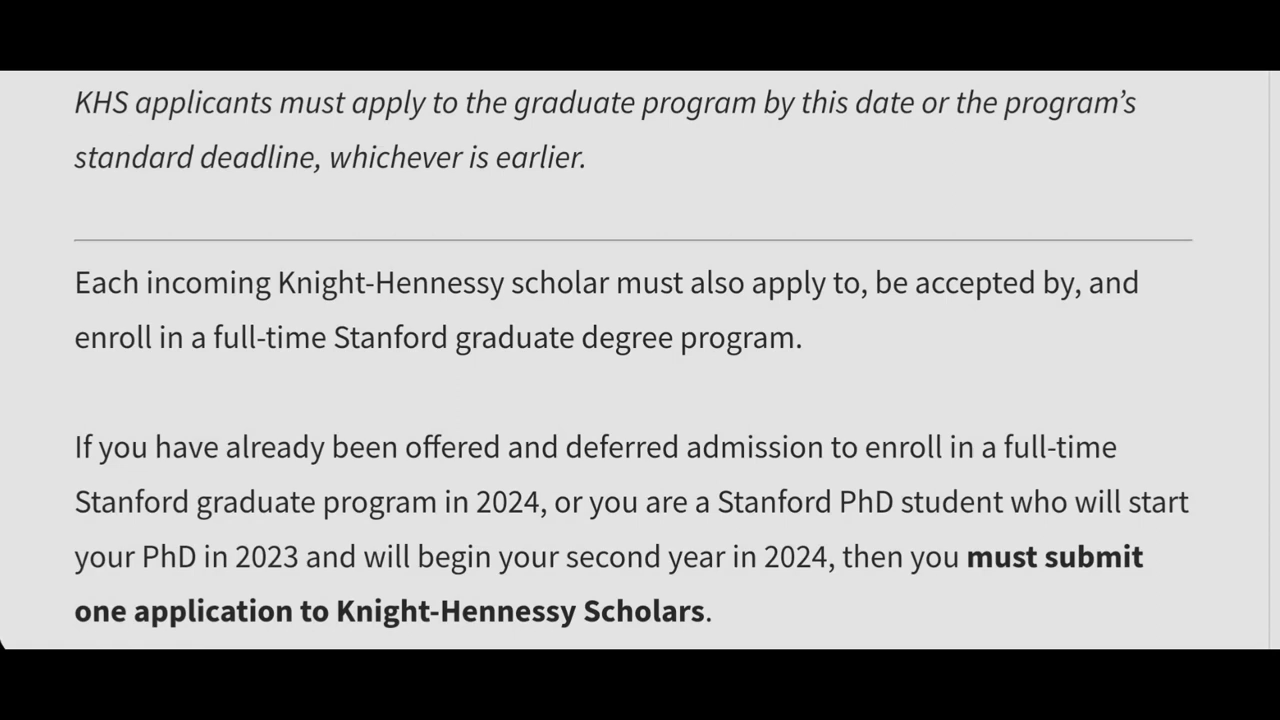 KHS applicants must apply to the graduate program by this date or the program’s
standard deadline, whichever is earlier.
Each incoming Knight-Hennessy scholar must also apply to, be accepted by, and
enroll in a full-time Stanford graduate degree program.
If you have already been offered and deferred admission to enroll in a full-time
Stanford graduate program in 2024, or you are a Stanford PhD student who will start
your PhD in 2023 and will begin your second year in 2024, then you must submit
one application to Knight-Hennessy Scholars.